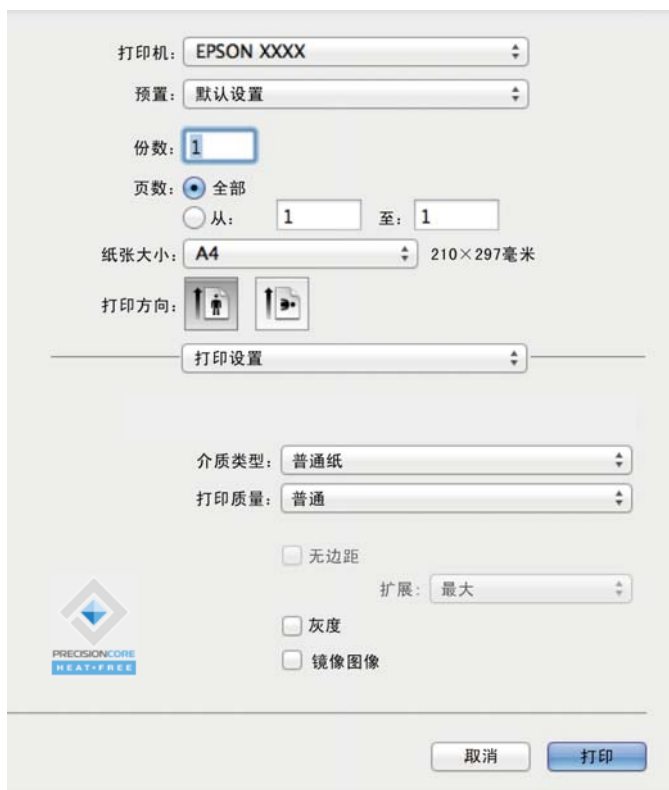 打印机: EPSON XXXX
预置: 默认设置
份数: 1
页数: 全部
从: 1 至: 1
纸张大小: A4 210×297毫米
打印方向:
打印设置
介质类型: 普通纸
打印质量: 普通
无边距
扩展: 最大
灰度
镜像图像
PRECISIONCORE
HEAT•FREE
取消 打印